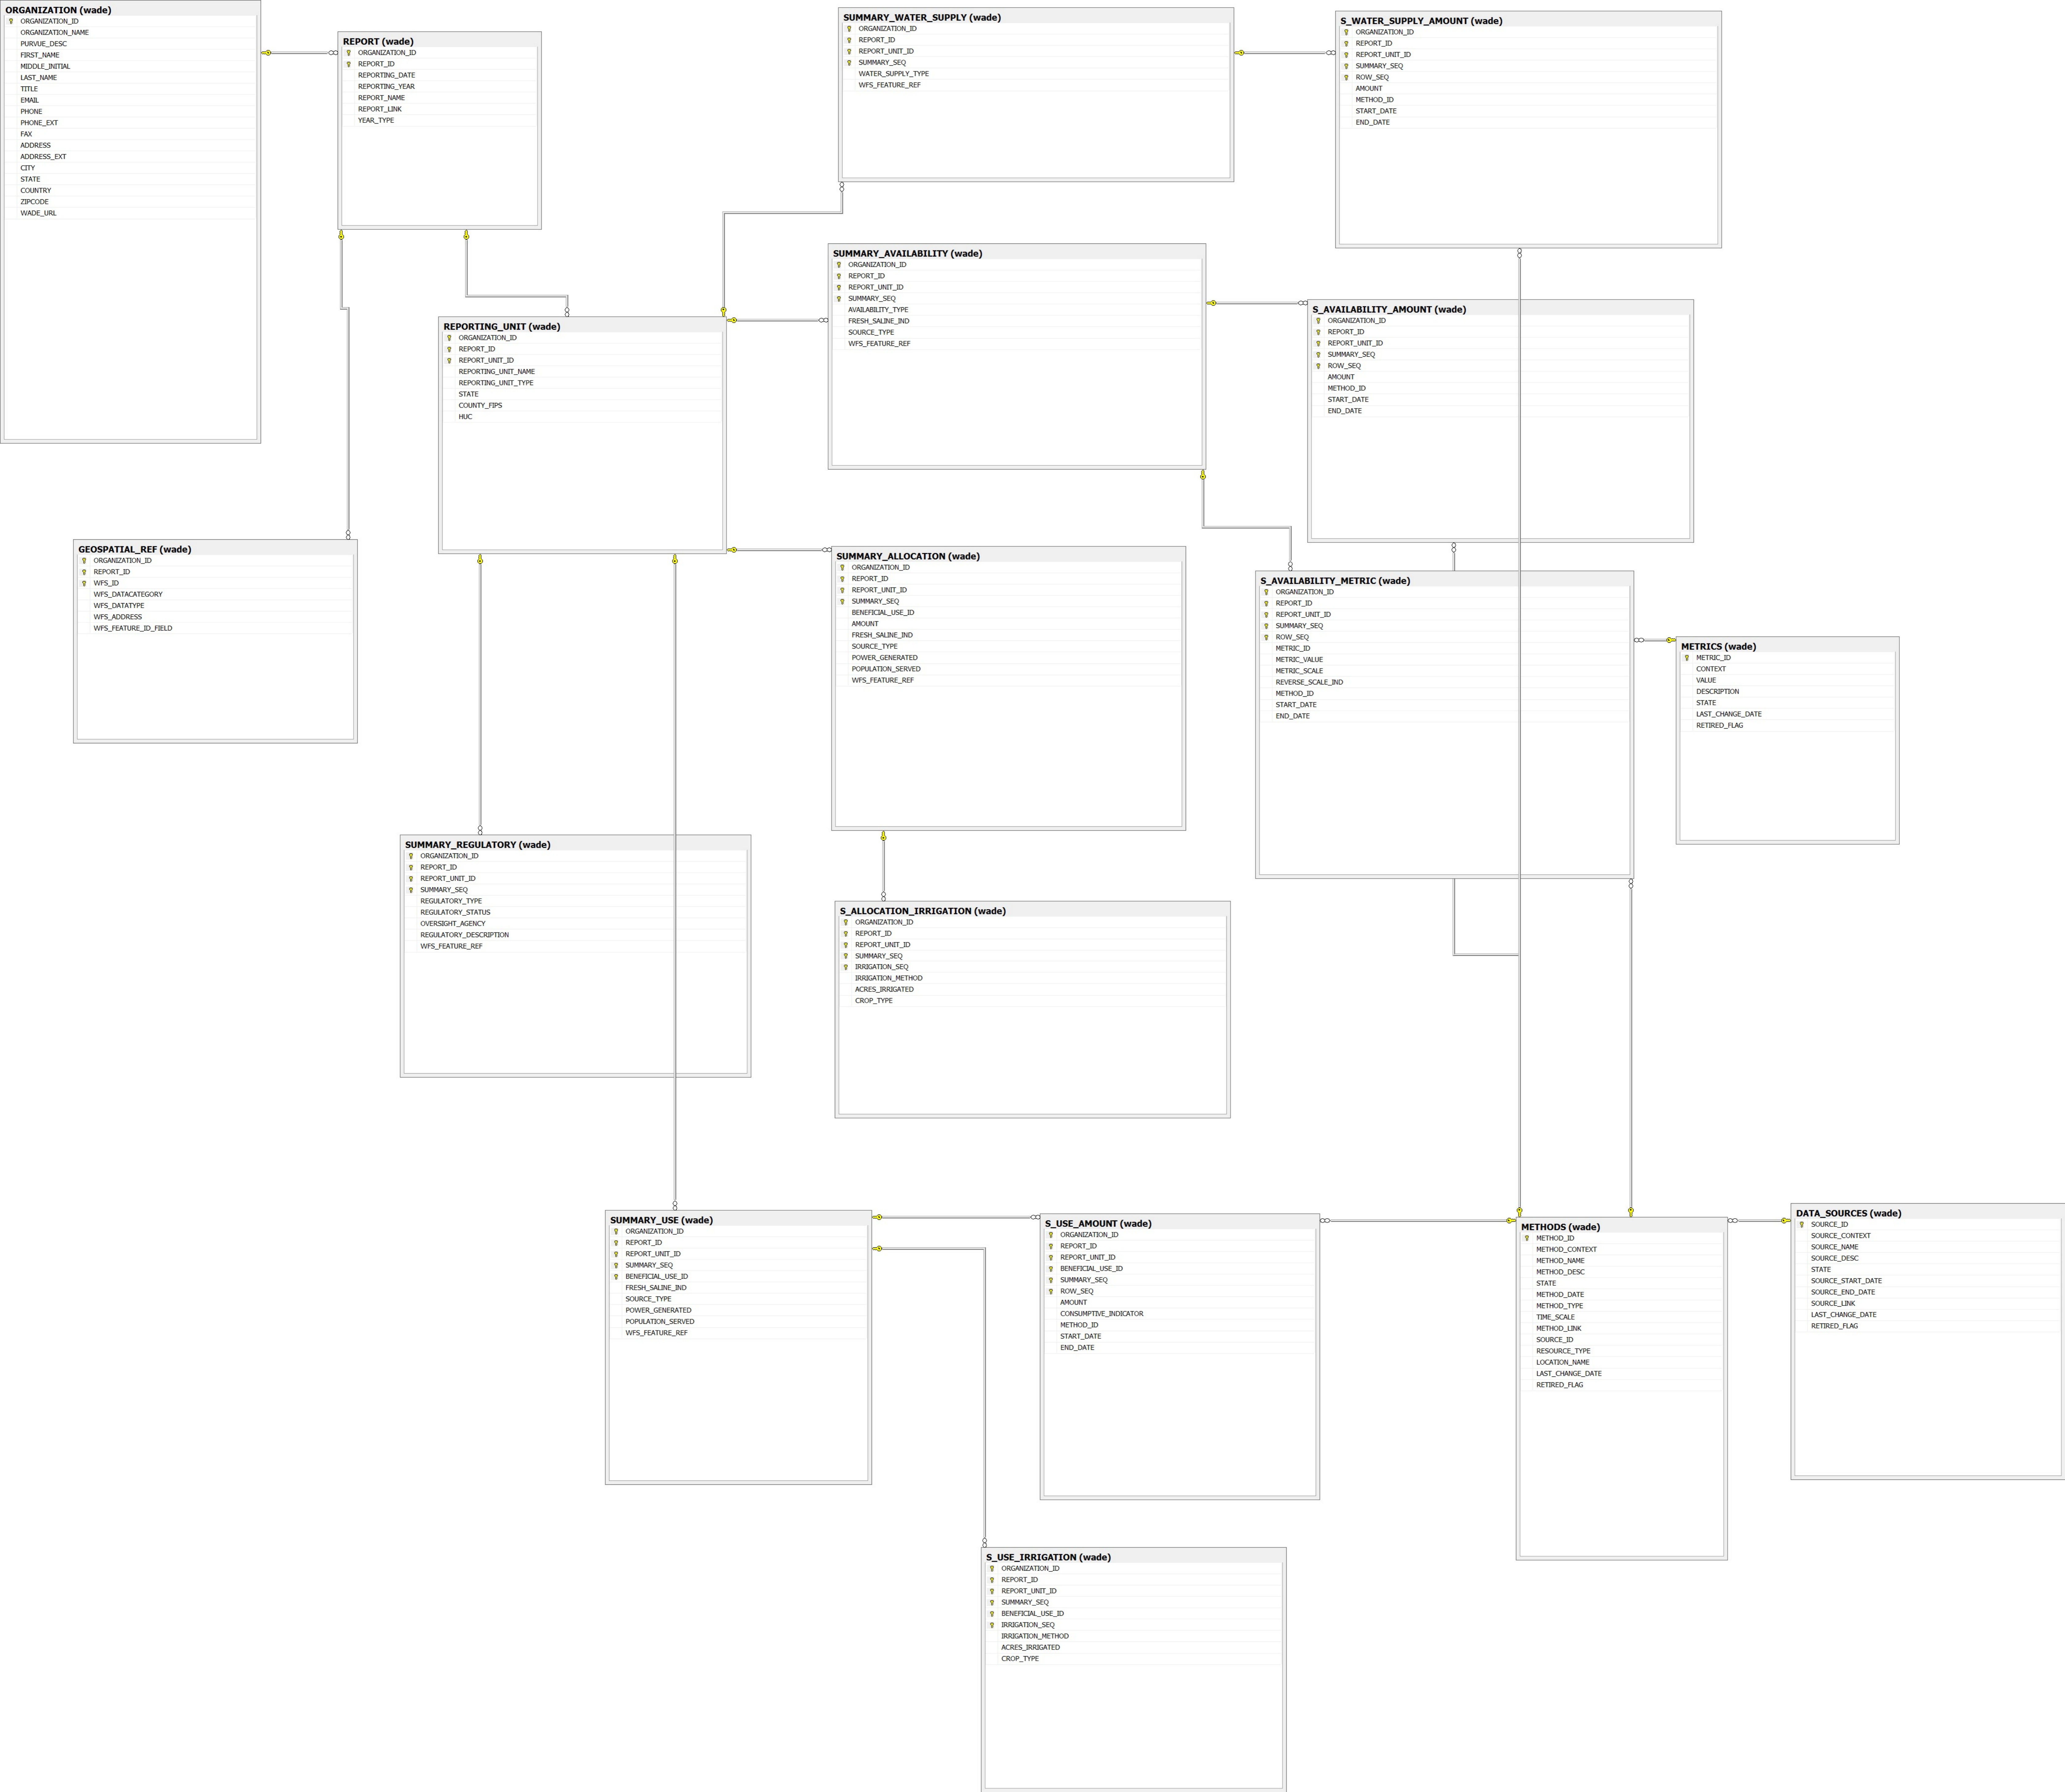 ORGANIZATION (wade)
ORGANIZATION_ID
ORGANIZATION_NAME
PURVUE_DESC
FIRST_NAME
MIDDLE_INITIAL
LAST_NAME
TITLE
EMAIL
PHONE
PHONE_EXT
FAX
ADDRESS
ADDRESS_EXT
CITY
STATE
COUNTRY
ZIPCODE
WADE_URL
REPORT (wade)
ORGANIZATION_ID
REPORT_ID
REPORTING_DATE
REPORTING_YEAR
REPORT_NAME
REPORT_LINK
YEAR_TYPE
SUMMARY_WATER_SUPPLY (wade)
ORGANIZATION_ID
REPORT_ID
REPORT_UNIT_ID
SUMMARY_SEQ
WATER_SUPPLY_TYPE
WFS_FEATURE_REF
S_WATER_SUPPLY_AMOUNT (wade)
ORGANIZATION_ID
REPORT_ID
REPORT_UNIT_ID
SUMMARY_SEQ
ROW_SEQ
AMOUNT
METHOD_ID
START_DATE
END_DATE
SUMMARY_AVAILABILITY (wade)
ORGANIZATION_ID
REPORT_ID
REPORT_UNIT_ID
SUMMARY_SEQ
AVAILABILITY_TYPE
FRESH_SALINE_IND
SOURCE_TYPE
WFS_FEATURE_REF
S_AVAILABILITY_AMOUNT (wade)
ORGANIZATION_ID
REPORT_ID
REPORT_UNIT_ID
SUMMARY_SEQ
ROW_SEQ
AMOUNT
METHOD_ID
START_DATE
END_DATE
REPORTING_UNIT (wade)
ORGANIZATION_ID
REPORT_ID
REPORT_UNIT_ID
REPORTING_UNIT_NAME
REPORTING_UNIT_TYPE
STATE
COUNTY_FIPS
HUC
GEOSPATIAL_REF (wade)
ORGANIZATION_ID
REPORT_ID
WFS_ID
WFS_DATACATEGORY
WFS_DATATYPE
WFS_ADDRESS
WFS_FEATURE_ID_FIELD
SUMMARY_ALLOCATION (wade)
ORGANIZATION_ID
REPORT_ID
REPORT_UNIT_ID
SUMMARY_SEQ
BENEFICIAL_USE_ID
AMOUNT
FRESH_SALINE_IND
SOURCE_TYPE
POWER_GENERATED
POPULATION_SERVED
WFS_FEATURE_REF
S_AVAILABILITY_METRIC (wade)
ORGANIZATION_ID
REPORT_ID
REPORT_UNIT_ID
SUMMARY_SEQ
ROW_SEQ
METRIC_ID
METRIC_VALUE
METRIC_SCALE
REVERSE_SCALE_IND
METHOD_ID
START_DATE
END_DATE
METRICS (wade)
METRIC_ID
CONTEXT
VALUE
DESCRIPTION
STATE
LAST_CHANGE_DATE
RETIRED_FLAG
SUMMARY_REGULATORY (wade)
ORGANIZATION_ID
REPORT_ID
REPORT_UNIT_ID
SUMMARY_SEQ
REGULATORY_TYPE
REGULATORY_STATUS
OVERSIGHT_AGENCY
REGULATORY_DESCRIPTION
WFS_FEATURE_REF
S_ALLOCATION_IRRIGATION (wade)
ORGANIZATION_ID
REPORT_ID
REPORT_UNIT_ID
SUMMARY_SEQ
IRRIGATION_SEQ
IRRIGATION_METHOD
ACRES_IRRIGATED
CROP_TYPE
SUMMARY_USE (wade)
ORGANIZATION_ID
REPORT_ID
REPORT_UNIT_ID
SUMMARY_SEQ
BENEFICIAL_USE_ID
FRESH_SALINE_IND
SOURCE_TYPE
POWER_GENERATED
POPULATION_SERVED
WFS_FEATURE_REF
S_USE_AMOUNT (wade)
ORGANIZATION_ID
REPORT_ID
REPORT_UNIT_ID
BENEFICIAL_USE_ID
SUMMARY_SEQ
ROW_SEQ
AMOUNT
CONSUMPTIVE_INDICATOR
METHOD_ID
START_DATE
END_DATE
METHODS (wade)
METHOD_ID
METHOD_CONTEXT
METHOD_NAME
METHOD_DESC
STATE
METHOD_DATE
METHOD_TYPE
TIME_SCALE
METHOD_LINK
SOURCE_ID
RESOURCE_TYPE
LOCATION_NAME
LAST_CHANGE_DATE
RETIRED_FLAG
DATA_SOURCES (wade)
SOURCE_ID
SOURCE_CONTEXT
SOURCE_NAME
SOURCE_DESC
STATE
SOURCE_START_DATE
SOURCE_END_DATE
SOURCE_LINK
LAST_CHANGE_DATE
RETIRED_FLAG
S_USE_IRRIGATION (wade)
ORGANIZATION_ID
REPORT_ID
REPORT_UNIT_ID
SUMMARY_SEQ
BENEFICIAL_USE_ID
IRRIGATION_SEQ
IRRIGATION_METHOD
ACRES_IRRIGATED
CROP_TYPE